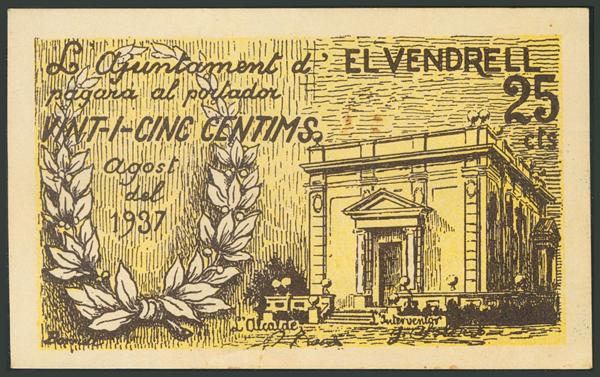 L'Ajuntament d' EL VENDRELL
pagarà al portador
VINT-I-CINC CENTIMS
25
cts
Agost
del
1937
L'Alcalde
L'Interventor